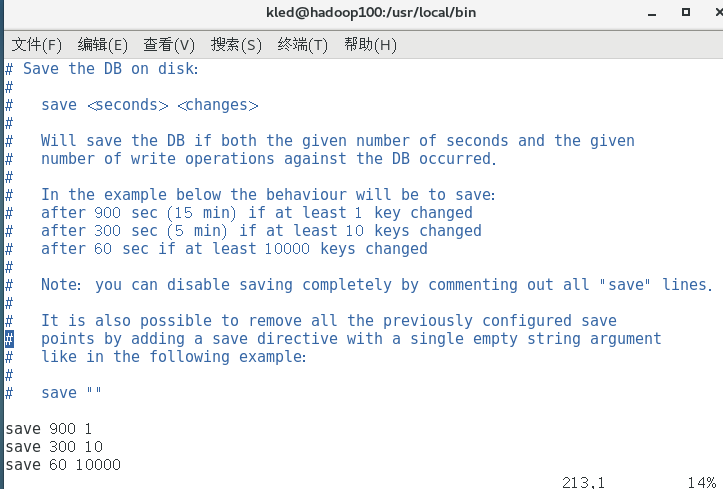 kled@hadoop100:/usr/local/bin
文件(F) 编辑(E) 查看(V) 搜索(S) 终端(T) 帮助(H)
# Save the DB on disk:
#
#   save <seconds> <changes>
#
#   Will save the DB if both the given number of seconds and the given
#   number of write operations against the DB occurred.
#
#   In the example below the behaviour will be to save:
#   after 900 sec (15 min) if at least 1 key changed
#   after 300 sec (5 min) if at least 10 keys changed
#   after 60 sec if at least 10000 keys changed
#
#   Note: you can disable saving completely by commenting out all "save" lines.
#
#   It is also possible to remove all the previously configured save
#   points by adding a save directive with a single empty string argument
#   like in the following example:
#
#   save ""

save 900 1
save 300 10
save 60 10000
213,1 14%